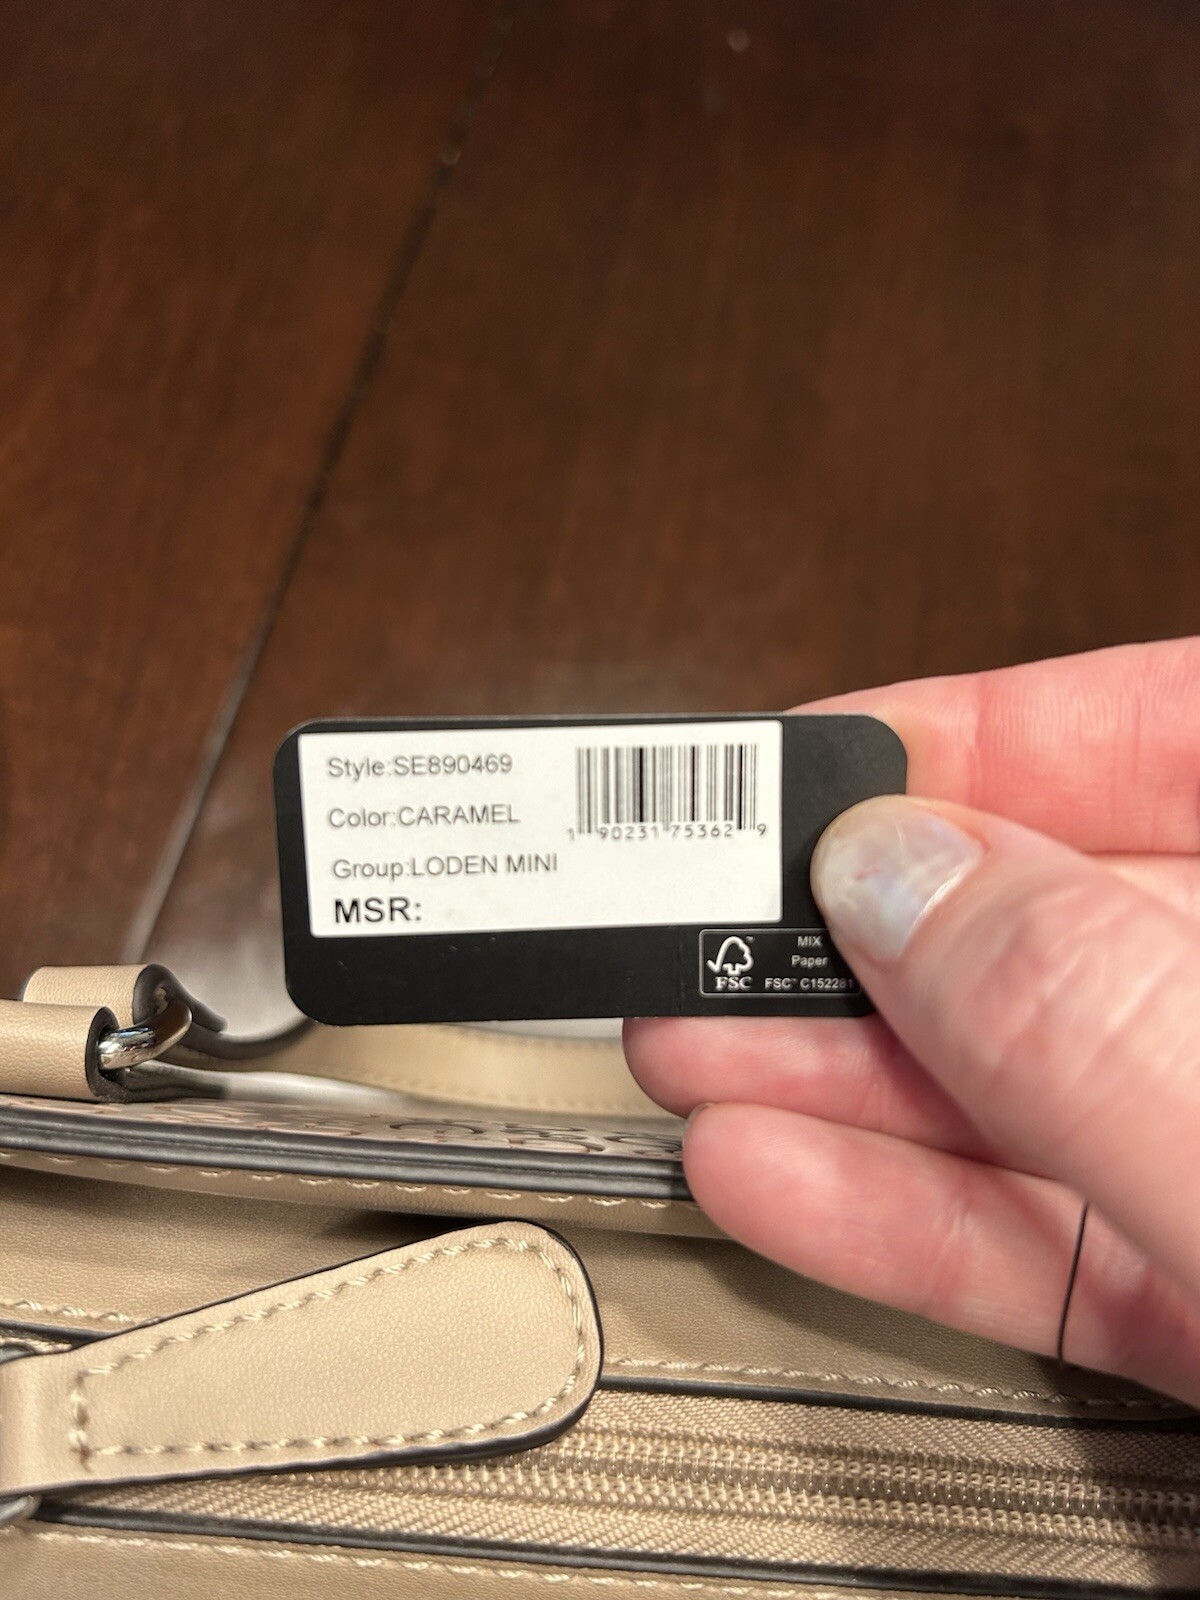 Style:SE890469
Color:CARAMEL
Group:LODEN MINI
MSR:
1 90231 75362 9
MIX
Paper
FSC™ C152281
FSC